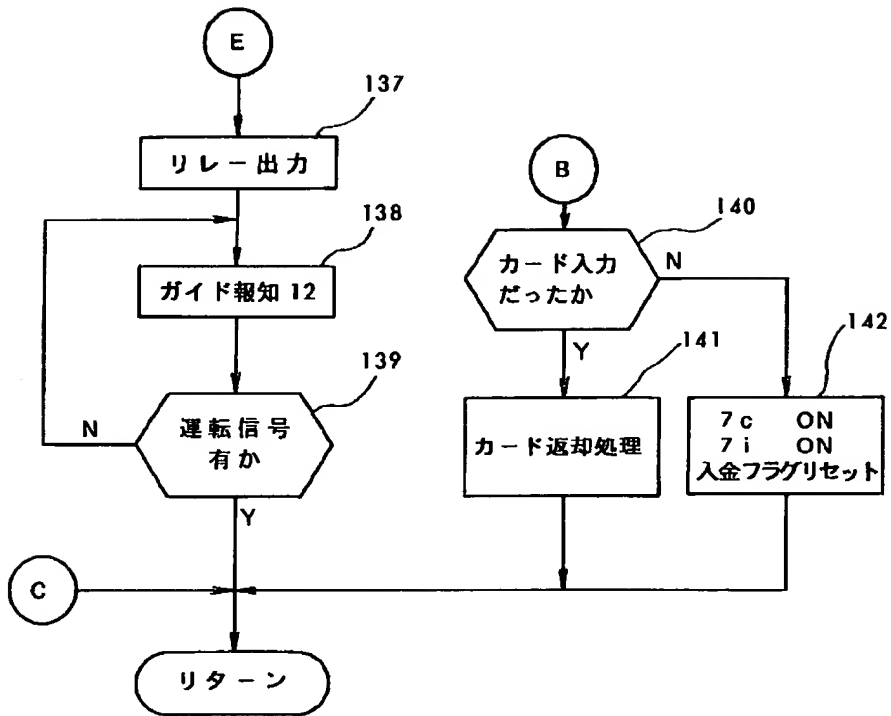 E
137
リレー出力
138
ガイド報知 12
139
運転信号
有か
N
Y
C
リターン
B
140
カード入力
だったか
N
Y
141
カード返却処理
142
7c ON
7i ON
入金フラグリセット